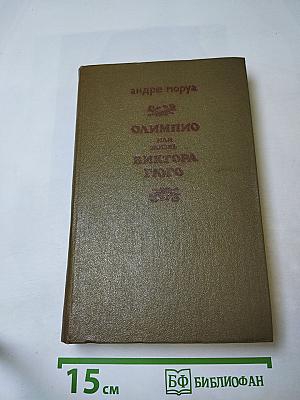 андре моруа
ОЛИМПИО
ИЛИ
ЖИЗНЬ
ВИКТОРА
ГЮГО
15 см
БФ БИБЛИОФАН